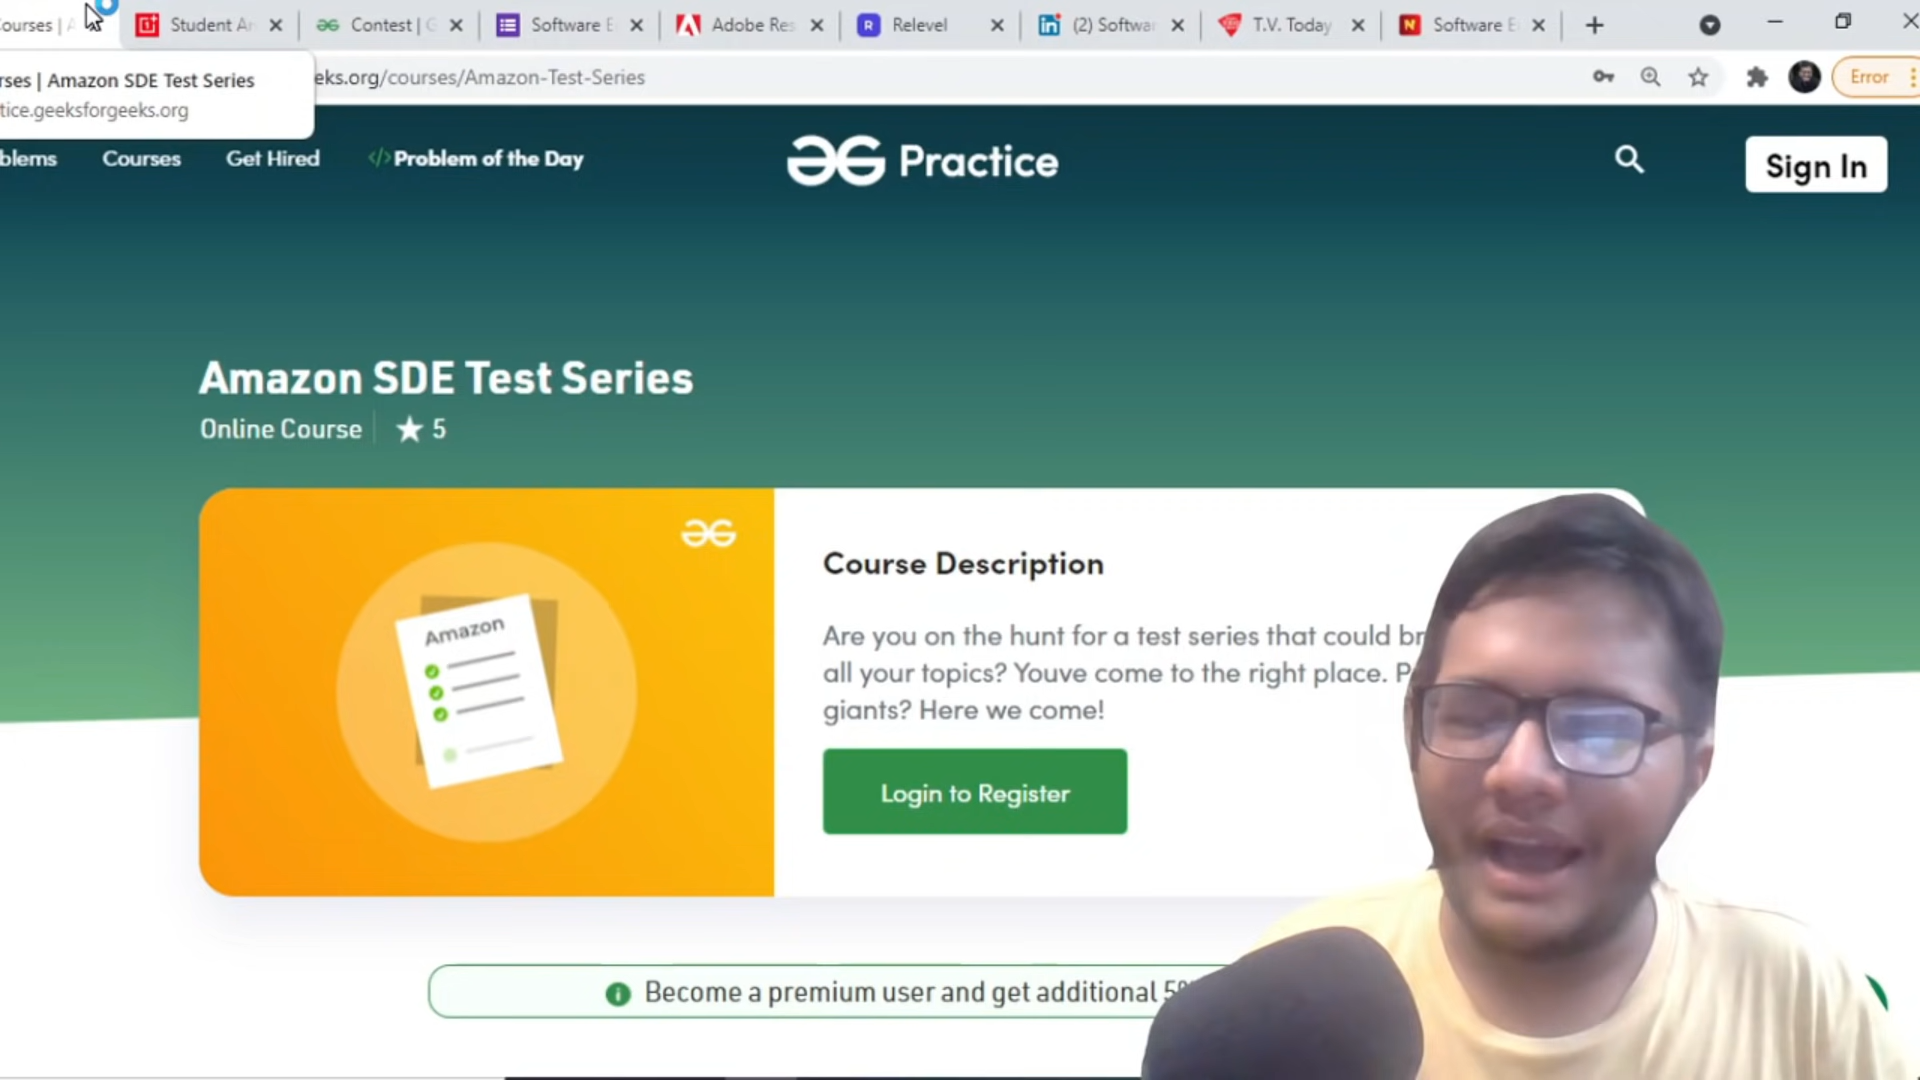 ourses | A
Student A
Contest | G
Software E
Adobe Res
Relevel
(2) Softwar
T.V. Today
Software E
rses | Amazon SDE Test Series
tice.geeksforgeeks.org
eks.org/courses/Amazon-Test-Series
Error
blems
Courses
Get Hired
</>Problem of the Day
Practice
Sign In
Amazon SDE Test Series
Online Course
5
Course Description
Amazon
Are you on the hunt for a test series that could br
all your topics? Youve come to the right place. P
giants? Here we come!
Login to Register
Become a premium user and get additional 5